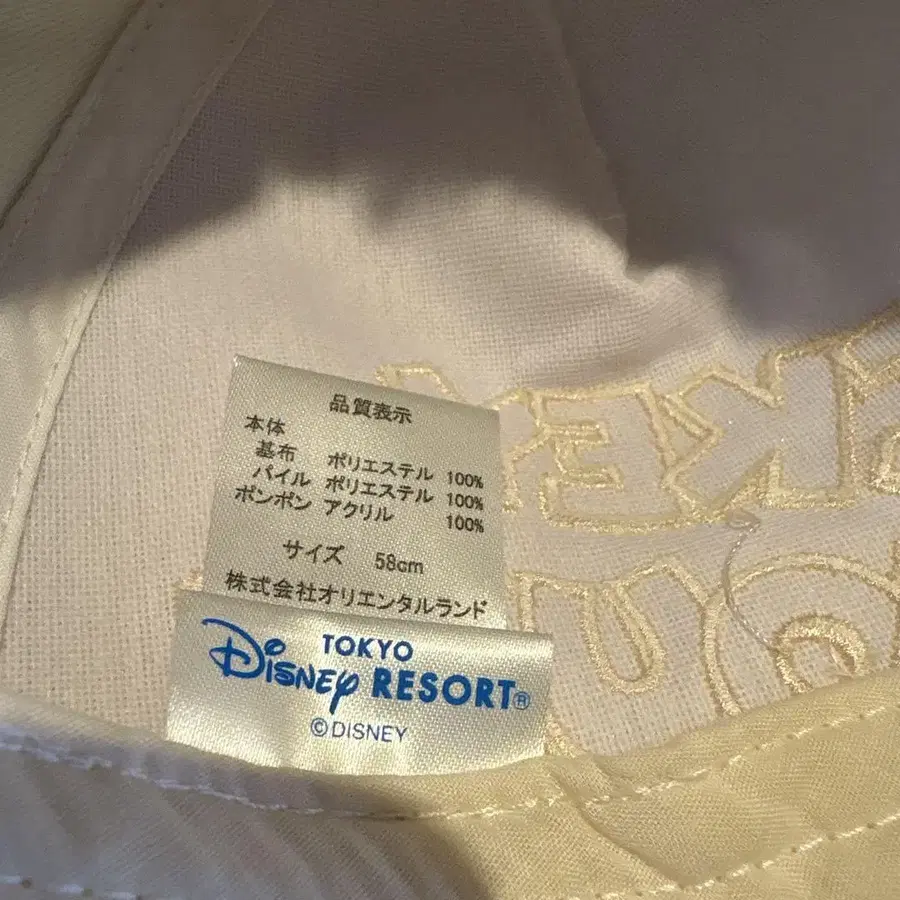 品質表示
本体
基布 ポリエステル 100%
パイル ポリエステル 100%
ポンポン アクリル 100%
サイズ 58cm
株式会社オリエンタルランド
TOKYO
Disney RESORT®
©DISNEY